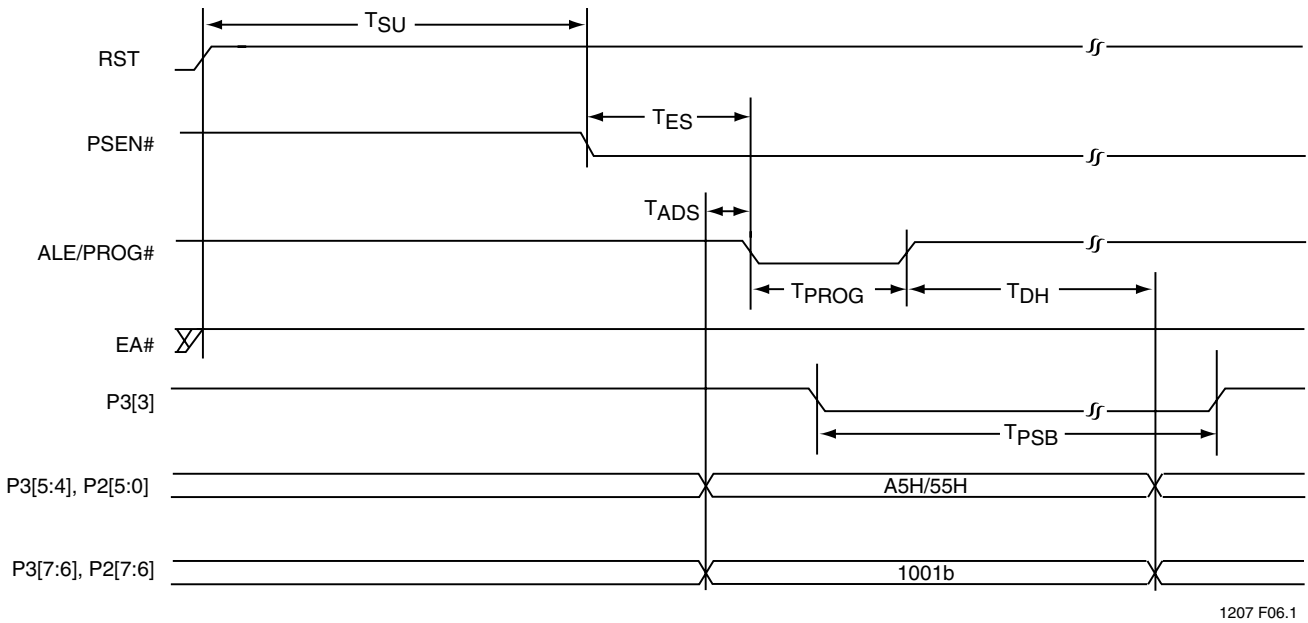 TSU
RST
TES
PSEN#
TADS
ALE/PROG#
TPROG
TDH
EA#
P3[3]
TPSB
P3[5:4], P2[5:0]
A5H/55H
P3[7:6], P2[7:6]
1001b
1207 F06.1